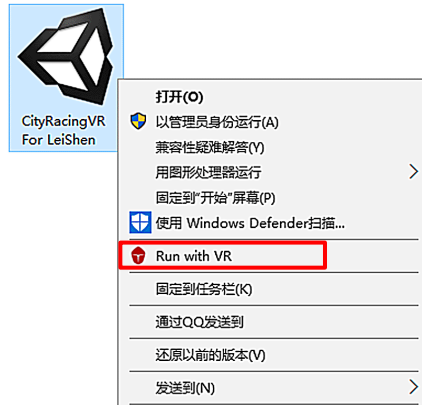 CityRacingVR
For LeiShen
打开(O)
以管理员身份运行(A)
兼容性疑难解答(Y)
用图形处理器运行
固定到"开始"屏幕(P)
使用 Windows Defender扫描...
Run with VR
固定到任务栏(K)
通过QQ发送到
还原以前的版本(V)
发送到(N)